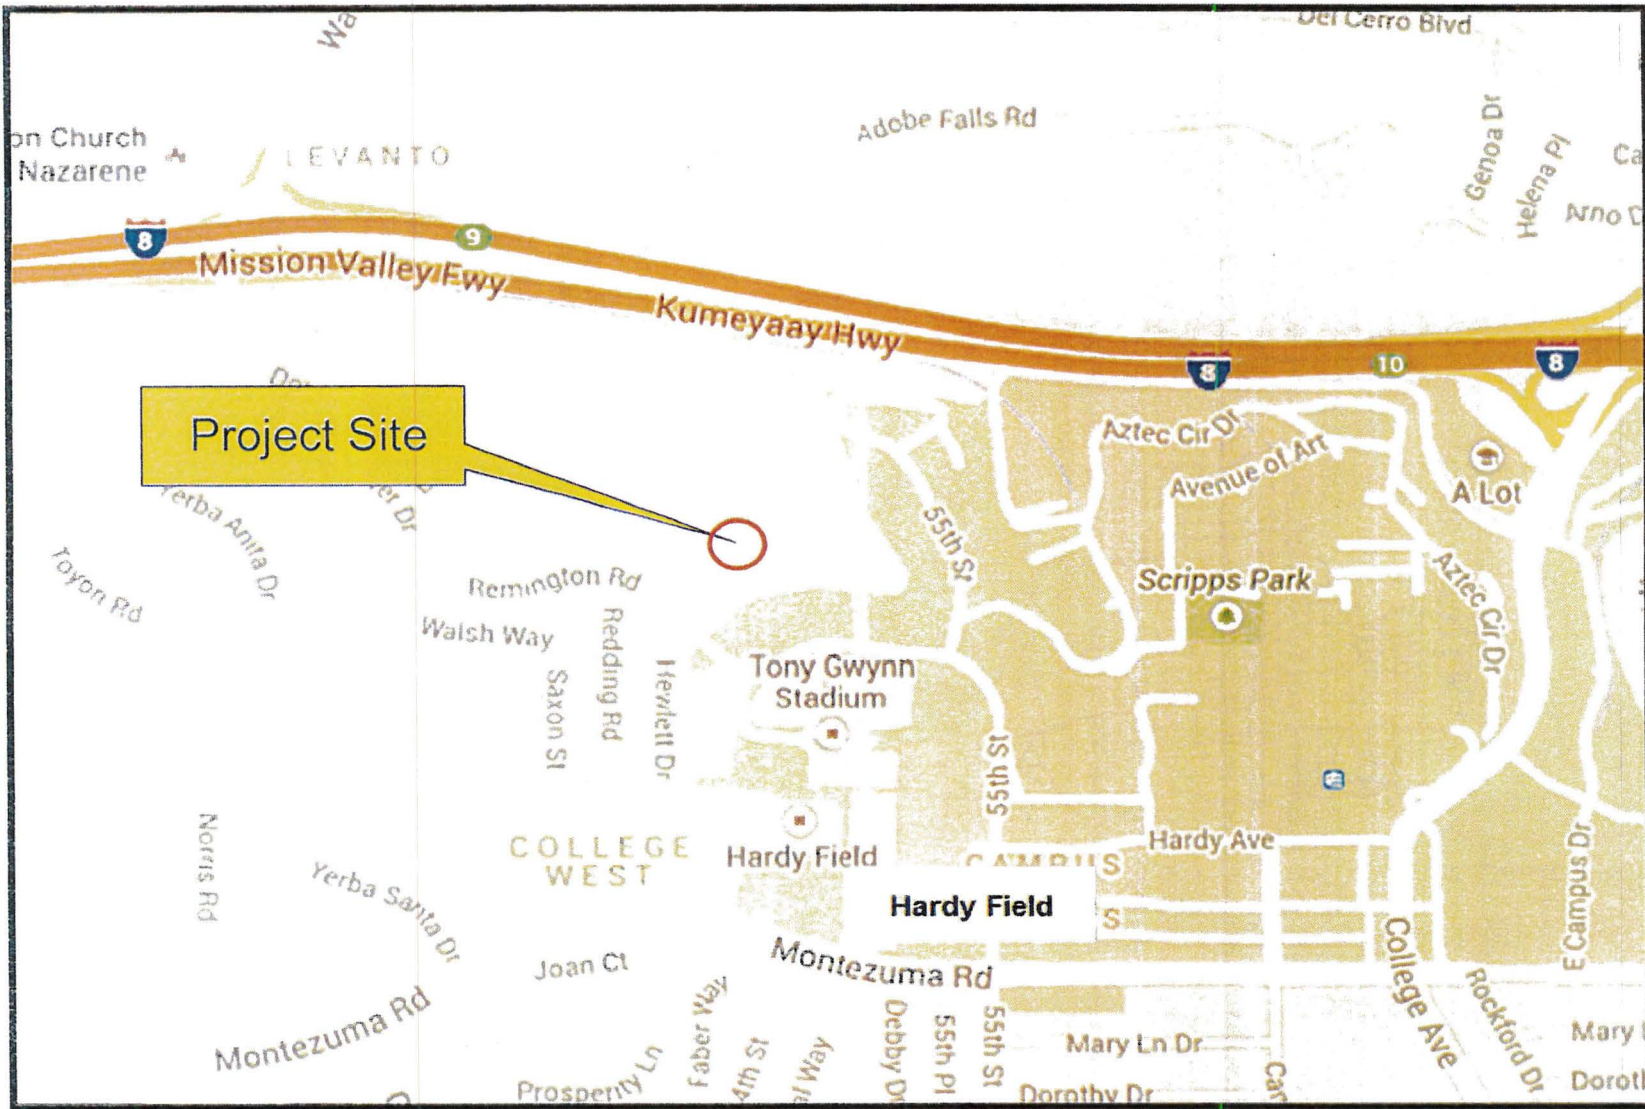 Del Cerro Blvd
Adobe Falls Rd
Genoa Dr
Helena Pl
on Church
Nazarene
LEVANTO
8
9
Mission Valley Fwy
Kumeyaay Hwy
8
10
8
Project Site
Aztec Cir Dr
Avenue of Art
A Lot
Yerba Anita Dr
Toyon Rd
Remington Rd
Walsh Way
Saxon St
Redding Rd
Hewlett Dr
55th St
Scripps Park
Aztec Cir Dr
Tony Gwynn
Stadium
55th St
Hardy Field
Hardy Ave
CAMPUS
COLLEGE
WEST
Norris Rd
Yerba Santa Dr
Hardy Field
S
E Campus Dr
Joan Ct
Montezuma Rd
College Ave
Rockford Dr
Montezuma Rd
Faber Way
Prosperity Ln
4th St
el Way
Debby Dr
55th Pl
55th St
Mary Ln Dr
Mary
Dorothy Dr